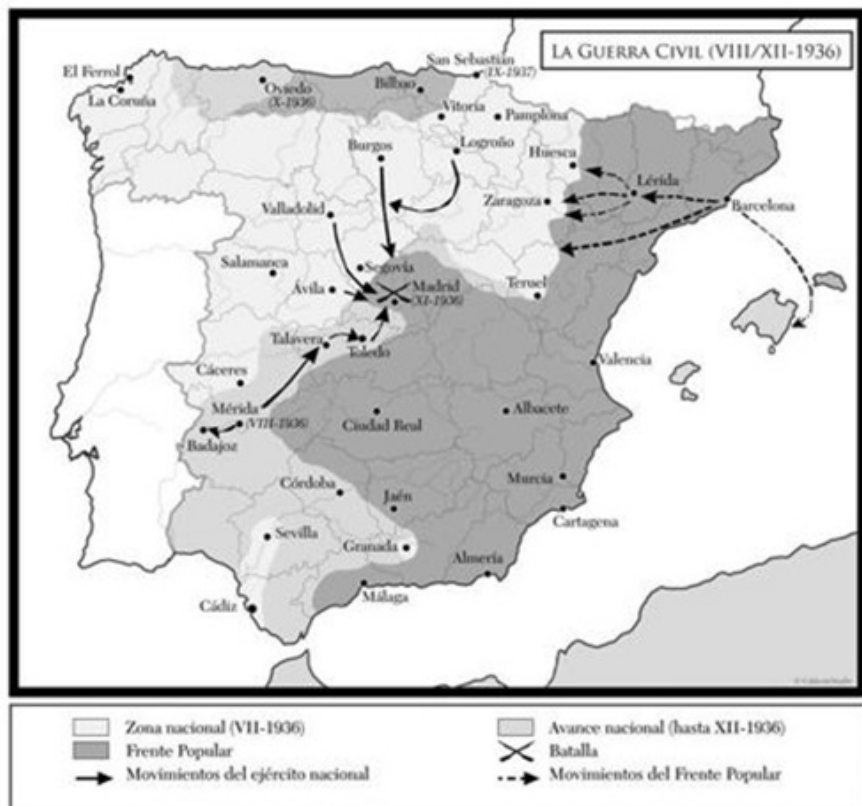 LA GUERRA CIVIL (VIII/XII-1936)
San Sebastián
(IX-1937)
El Ferrol
La Coruña
Oviedo
(X-1936)
Bilbao
Vitoria
Pamplona
Burgos
Logroño
Huesca
Lérida
Zaragoza
Barcelona
Valladolid
Segovia
Salamanca
Ávila
Madrid
(XI-1936)
Teruel
Talavera
Toledo
Valencia
Cáceres
Mérida
(VIII-1936)
Ciudad Real
Albacete
Badajoz
Córdoba
Jaén
Murcia
Cartagena
Sevilla
Granada
Almería
Málaga
Cádiz
Zona nacional (VII-1936)
Avance nacional (hasta XII-1936)
Frente Popular
Batalla
Movimientos del ejército nacional
Movimientos del Frente Popular